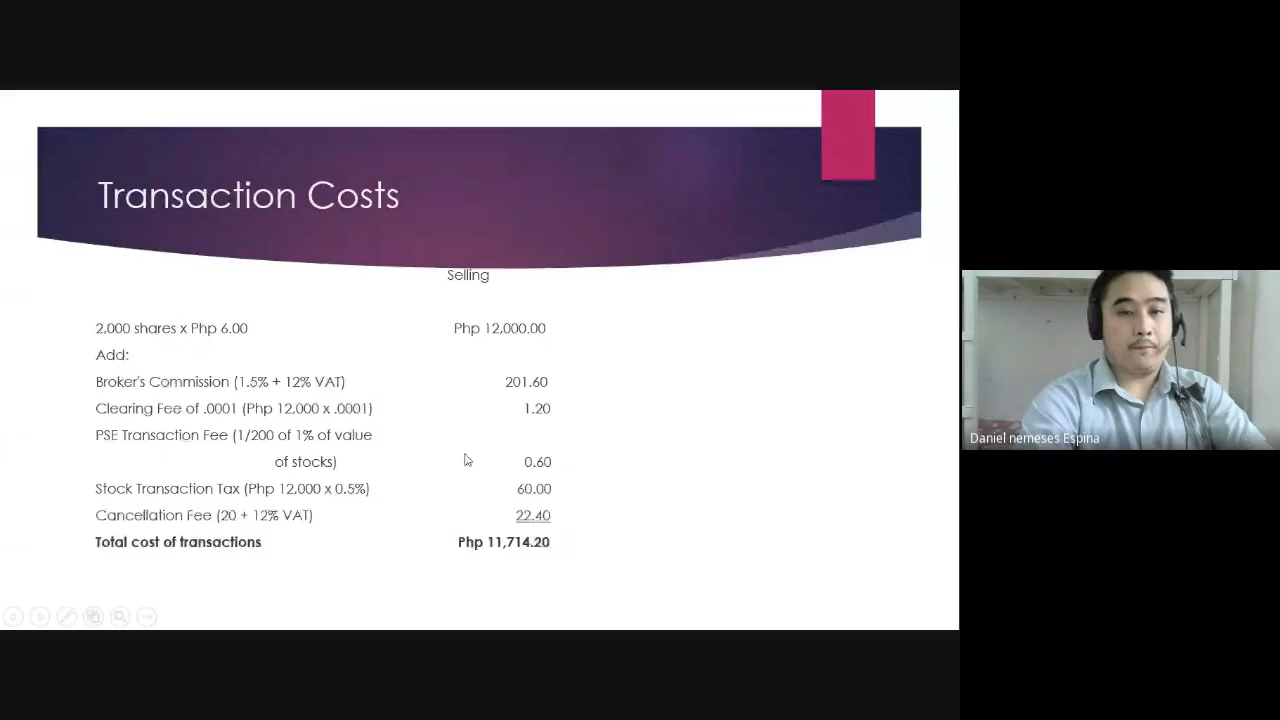 Transaction Costs
Selling
2,000 shares x Php 6.00 Php 12,000.00
Add:
Broker's Commission (1.5% + 12% VAT) 201.60
Clearing Fee of .0001 (Php 12,000 x .0001) 1.20
PSE Transaction Fee (1/200 of 1% of value
of stocks) 0.60
Stock Transaction Tax (Php 12,000 x 0.5%) 60.00
Cancellation Fee (20 + 12% VAT) 22.40
Total cost of transactions Php 11,714.20
Daniel nemeses Espina